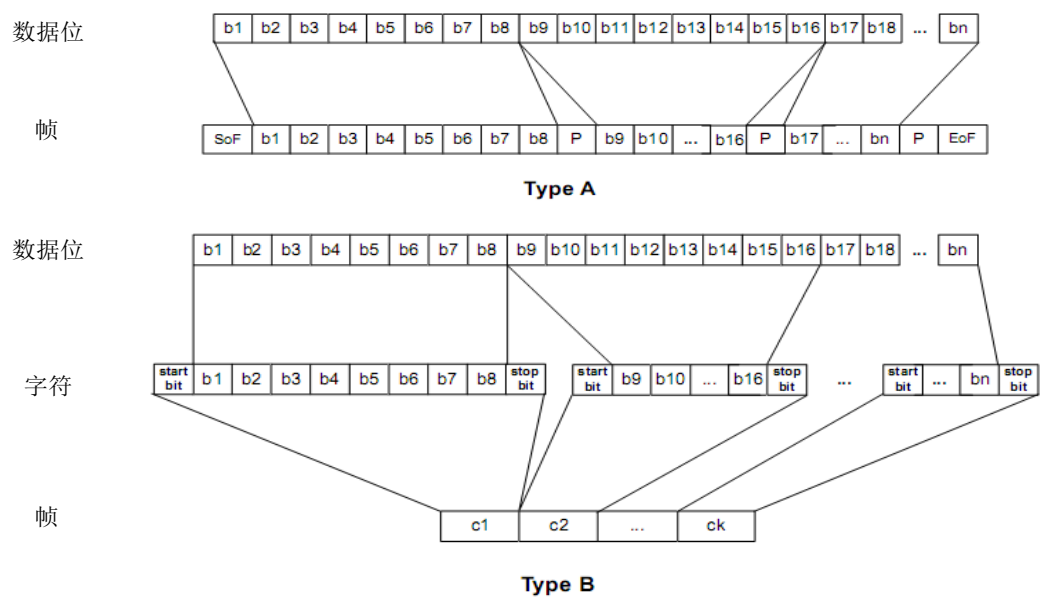 数据位 b1 b2 b3 b4 b5 b6 b7 b8 b9 b10 b11 b12 b13 b14 b15 b16 b17 b18 ... bn
帧 SoF b1 b2 b3 b4 b5 b6 b7 b8 P b9 b10 ... b16 P b17 ... bn P EoF
Type A
数据位 b1 b2 b3 b4 b5 b6 b7 b8 b9 b10 b11 b12 b13 b14 b15 b16 b17 b18 ... bn
字符 start bit b1 b2 b3 b4 b5 b6 b7 b8 stop bit start bit b9 b10 ... b16 stop bit ... start bit ... bn stop bit
帧 c1 c2 ... ck
Type B